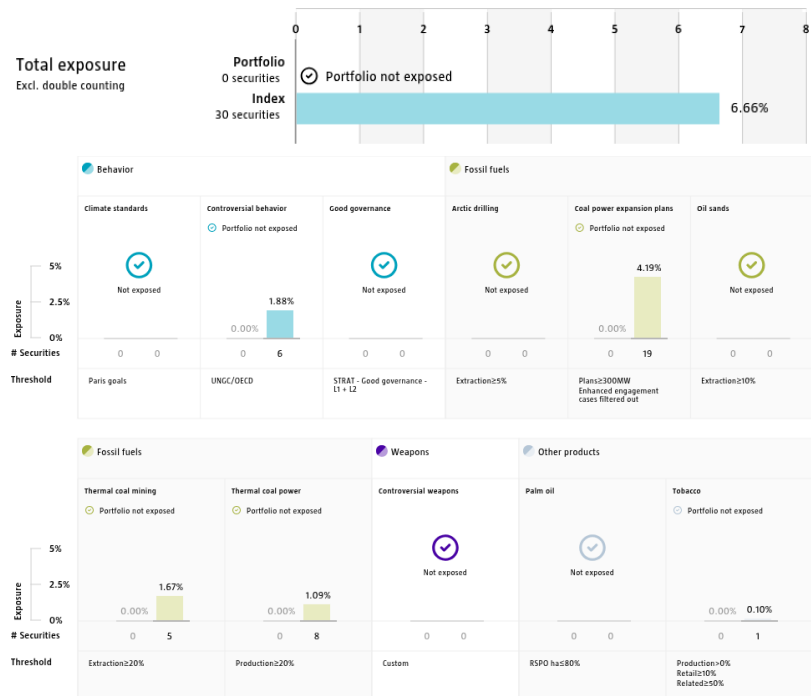 0 1 2 3 4 5 6 7 8
Total exposure
Excl. double counting
Portfolio
0 securities
Portfolio not exposed
Index
30 securities
6.66%
Behavior
Fossil fuels
Climate standards
Controversial behavior
Good governance
Arctic drilling
Coal power expansion plans
Oil sands
Portfolio not exposed
Portfolio not exposed
Exposure
5%
2.5%
0%
Not exposed
0.00% 1.88%
Not exposed
Not exposed
0.00% 4.19%
Not exposed
# Securities 0 0 0 6 0 0 0 0 0 19 0 0
Threshold
Paris goals
UNGC/OECD
STRAT - Good governance -
L1 + L2
Extraction≥5%
Plans≥300MW
Enhanced engagement
cases filtered out
Extraction≥10%
Fossil fuels
Weapons
Other products
Thermal coal mining
Thermal coal power
Controversial weapons
Palm oil
Tobacco
Portfolio not exposed
Portfolio not exposed
Portfolio not exposed
Exposure
5%
2.5%
0%
0.00% 1.67%
0.00% 1.09%
Not exposed
Not exposed
0.00% 0.10%
# Securities 0 5 0 8 0 0 0 0 0 1
Threshold
Extraction≥20%
Production≥20%
Custom
RSPO ha≤80%
Production>0%
Retail≥10%
Related≥50%